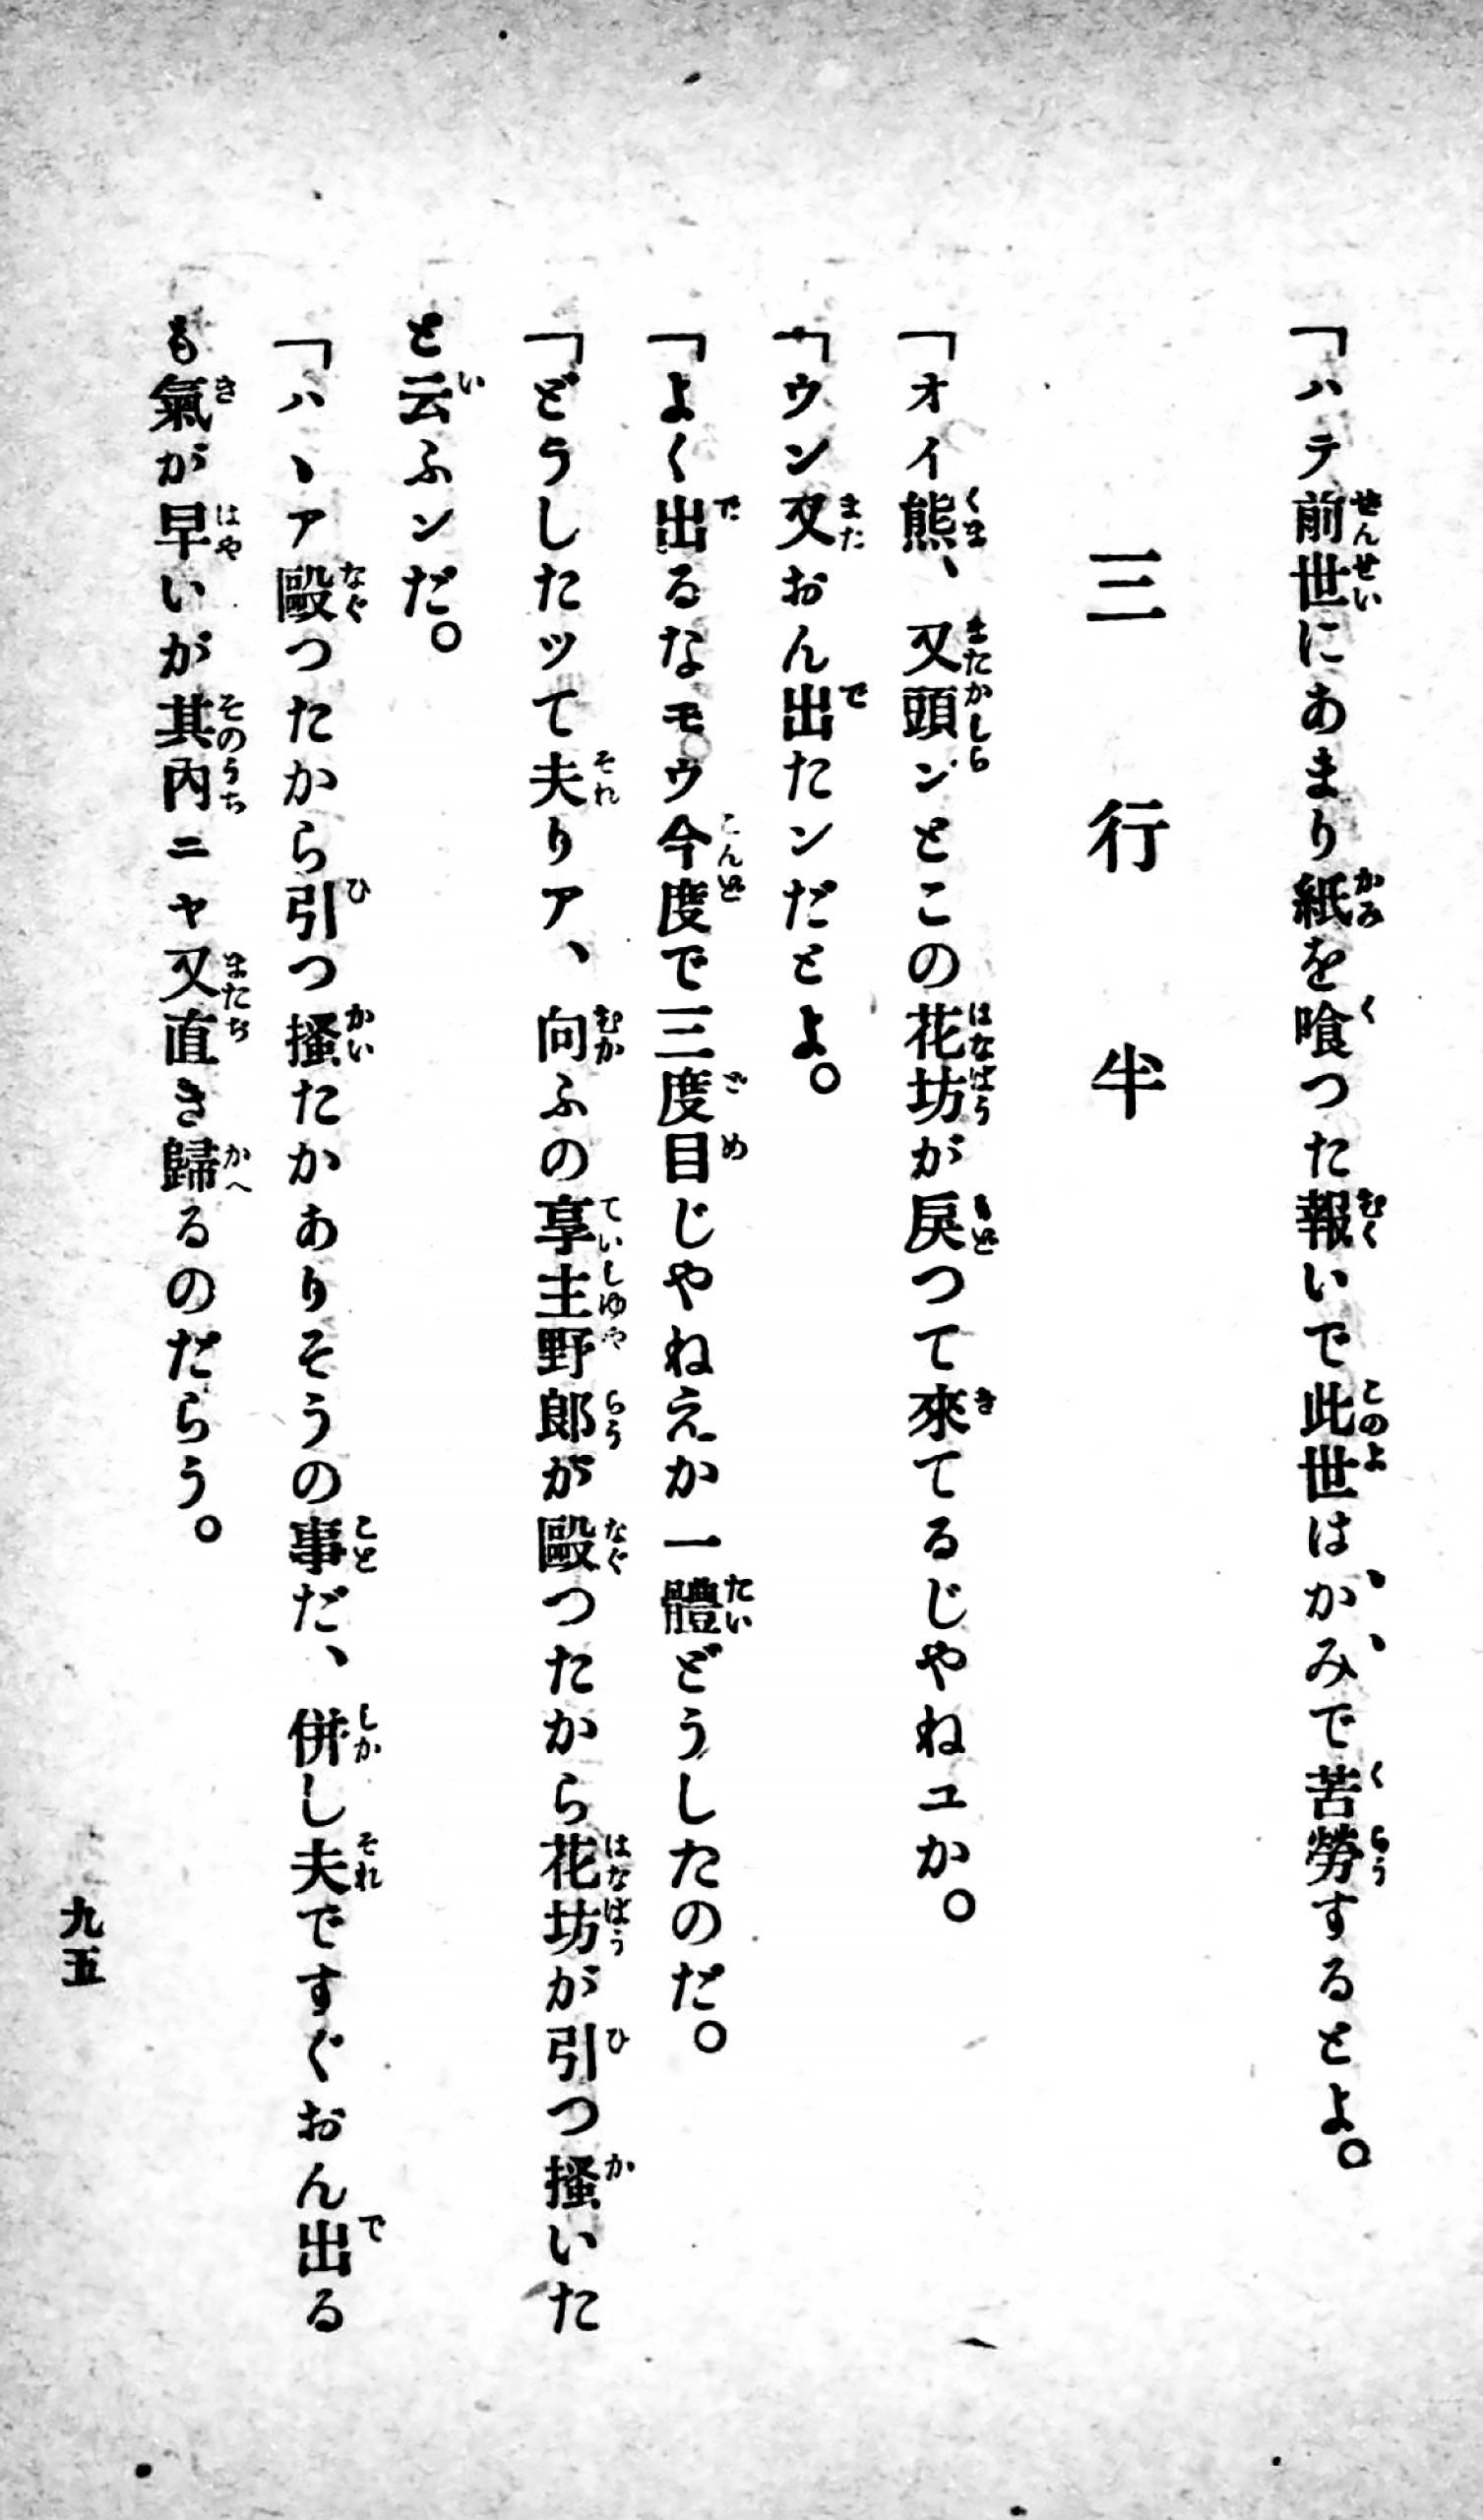 「ハテ前世にあまり紙を喰つた報いで此世はかみで苦勞するとよ。
三行半
「オイ熊、又頭ンとこの花坊が戻つて來てるじやねエか。
「ウン又おん出たンだとよ。
「よく出るなモウ今度で三度目じやねえか一體どうしたのだ。
「どうしたツて夫りア、向ふの享主野郎が毆つたから花坊が引つ搔いた
と云ふンだ。
「ハヽア毆つたから引つ搔たかありそうの事だ、併し夫ですぐおん出る
も氣が早いが其内ニヤ又直き歸るのだらう。
九五